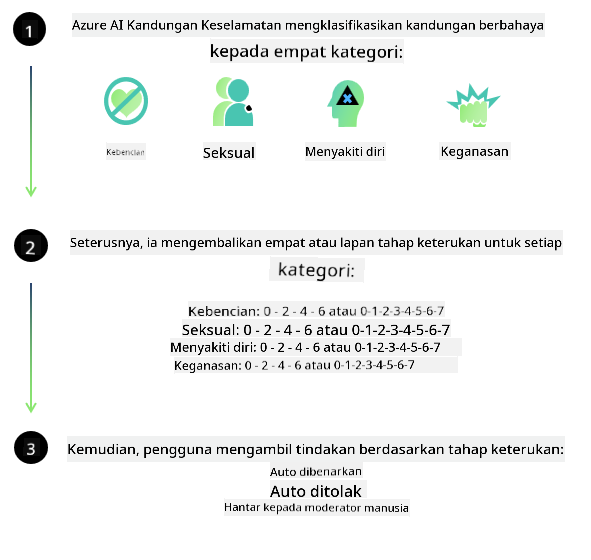 1
Azure AI Kandungan Keselamatan mengklasifikasikan kandungan berbahaya
kepada empat kategori:
Kebencian
Seksual
Menyakiti diri
Keganasan
2
Seterusnya, ia mengembalikan empat atau lapan tahap keterukan untuk setiap
kategori:
Kebencian: 0 - 2 - 4 - 6 atau 0-1-2-3-4-5-6-7
Seksual: 0 - 2 - 4 - 6 atau 0-1-2-3-4-5-6-7
Menyakiti diri: 0 - 2 - 4 - 6 atau 0-1-2-3-4-5-6-7
Keganasan: 0 - 2 - 4 - 6 atau 0-1-2-3-4-5-6-7
3
Kemudian, pengguna mengambil tindakan berdasarkan tahap keterukan:
Auto dibenarkan
Auto ditolak
Hantar kepada moderator manusia